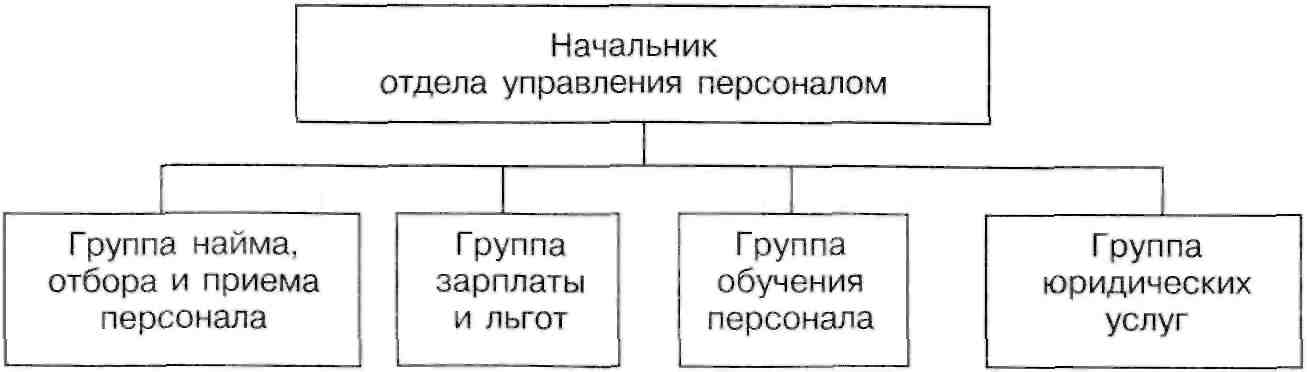 Начальник
отдела управления персоналом
Группа найма,
отбора и приема
персонала
Группа
зарплаты
и льгот
Группа
обучения
персонала
Группа
юридических
услуг